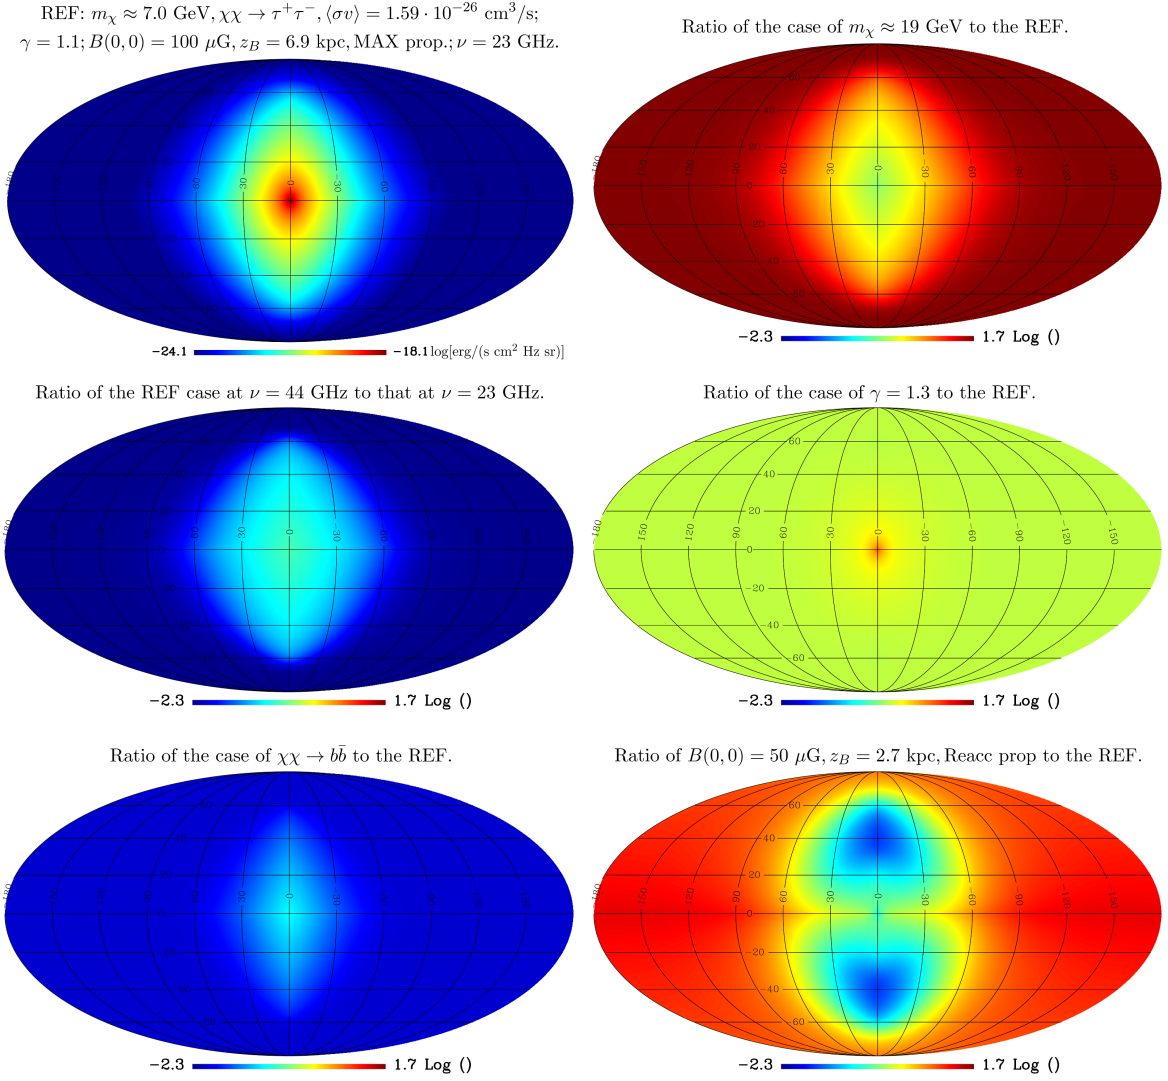 REF: mχ ≈ 7.0 GeV, χχ → τ⁺τ⁻, ⟨σv⟩ = 1.59 · 10⁻²⁶ cm³/s;
γ = 1.1; B(0, 0) = 100 μG, z_B = 6.9 kpc, MAX prop.; ν = 23 GHz.
−24.1 −18.1 log[erg/(s cm² Hz sr)]
Ratio of the case of mχ ≈ 19 GeV to the REF.
−2.3 1.7 Log ()
Ratio of the REF case at ν = 44 GHz to that at ν = 23 GHz.
−2.3 1.7 Log ()
Ratio of the case of γ = 1.3 to the REF.
60
40
20
150 90 30 0 −30 −60 −90 −120 −150
0
−20
−40
−60
−2.3 1.7 Log ()
Ratio of the case of χχ → bb̄ to the REF.
−2.3 1.7 Log ()
Ratio of B(0, 0) = 50 μG, z_B = 2.7 kpc, Reacc prop to the REF.
−2.3 1.7 Log ()